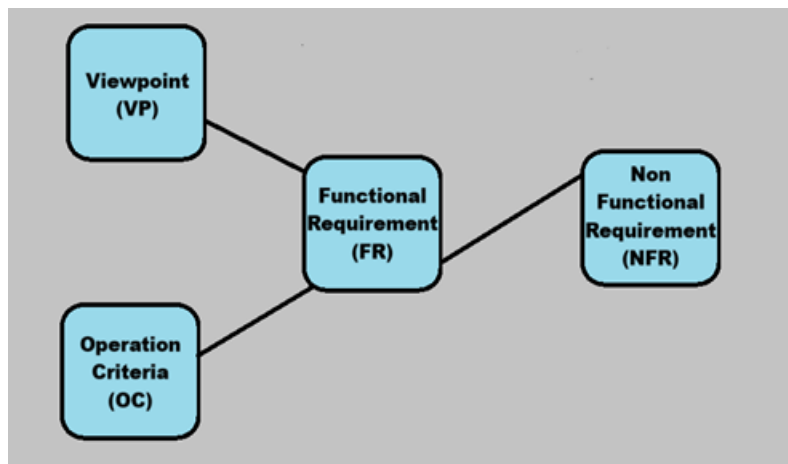 Viewpoint
(VP)
Functional
Requirement
(FR)
Non
Functional
Requirement
(NFR)
Operation
Criteria
(OC)